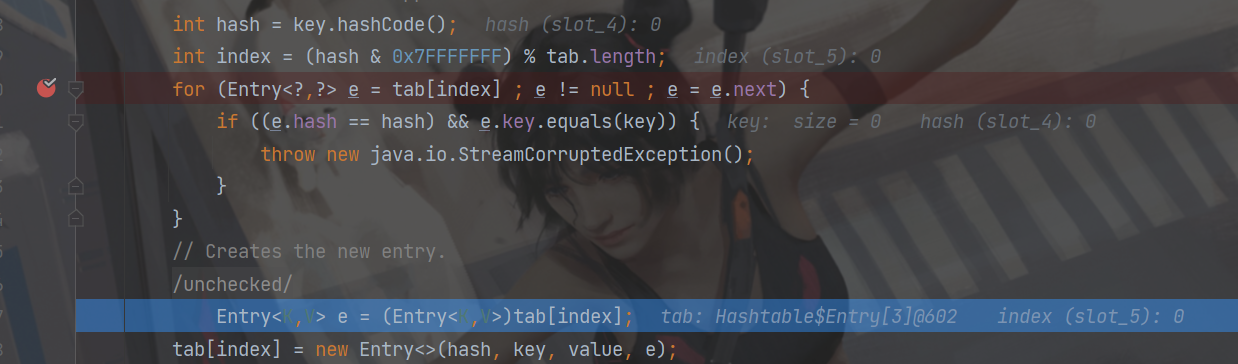 int hash = key.hashCode(); hash (slot_4): 0
int index = (hash & 0x7FFFFFFF) % tab.length; index (slot_5): 0
for (Entry<?,?> e = tab[index] ; e != null ; e = e.next) {
if ((e.hash == hash) && e.key.equals(key)) { key: size = 0 hash (slot_4): 0
throw new java.io.StreamCorruptedException();
}
}
// Creates the new entry.
/unchecked/
Entry<K,V> e = (Entry<K,V>)tab[index]; tab: Hashtable$Entry[3]@602 index (slot_5): 0
tab[index] = new Entry<>(hash, key, value, e);